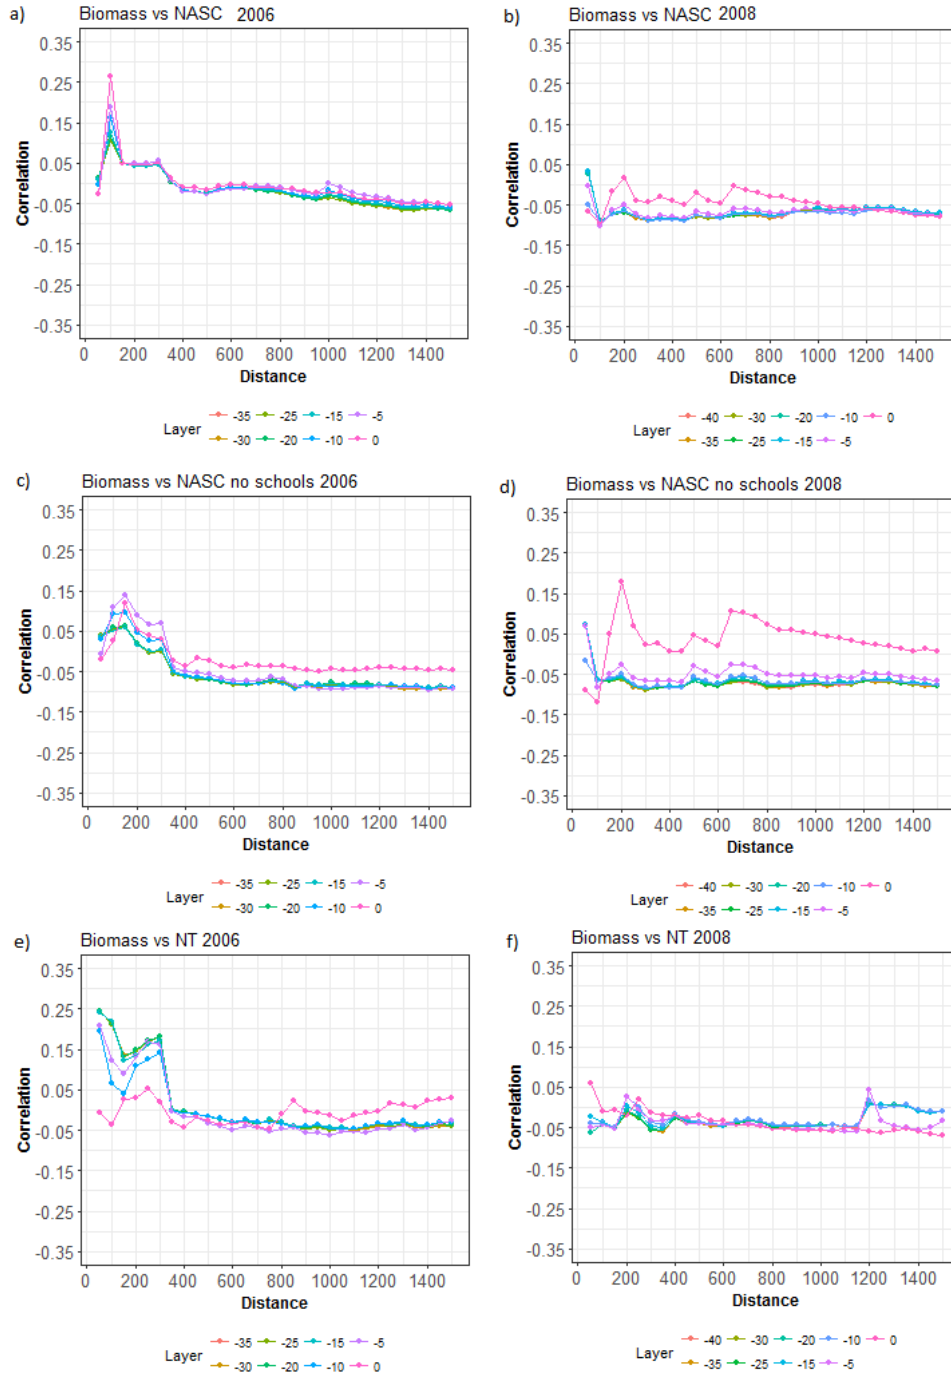 a)
Biomass vs NASC 2006
0.35
0.25
0.15
0.05
-0.05
-0.15
-0.25
-0.35
Correlation
0 200 400 600 800 1000 1200 1400
Distance
Layer
-35 -25 -15 -5
-30 -20 -10 0
b)
Biomass vs NASC 2008
0.35
0.25
0.15
0.05
-0.05
-0.15
-0.25
-0.35
Correlation
0 200 400 600 800 1000 1200 1400
Distance
Layer
-40 -30 -20 -10 0
-35 -25 -15 -5
c)
Biomass vs NASC no schools 2006
0.35
0.25
0.15
0.05
-0.05
-0.15
-0.25
-0.35
Correlation
0 200 400 600 800 1000 1200 1400
Distance
Layer
-35 -25 -15 -5
-30 -20 -10 0
d)
Biomass vs NASC no schools 2008
0.35
0.25
0.15
0.05
-0.05
-0.15
-0.25
-0.35
Correlation
0 200 400 600 800 1000 1200 1400
Distance
Layer
-40 -30 -20 -10 0
-35 -25 -15 -5
e)
Biomass vs NT 2006
0.35
0.25
0.15
0.05
-0.05
-0.15
-0.25
-0.35
Correlation
0 200 400 600 800 1000 1200 1400
Distance
Layer
-35 -25 -15 -5
-30 -20 -10 0
f)
Biomass vs NT 2008
0.35
0.25
0.15
0.05
-0.05
-0.15
-0.25
-0.35
Correlation
0 200 400 600 800 1000 1200 1400
Distance
Layer
-40 -30 -20 -10 0
-35 -25 -15 -5